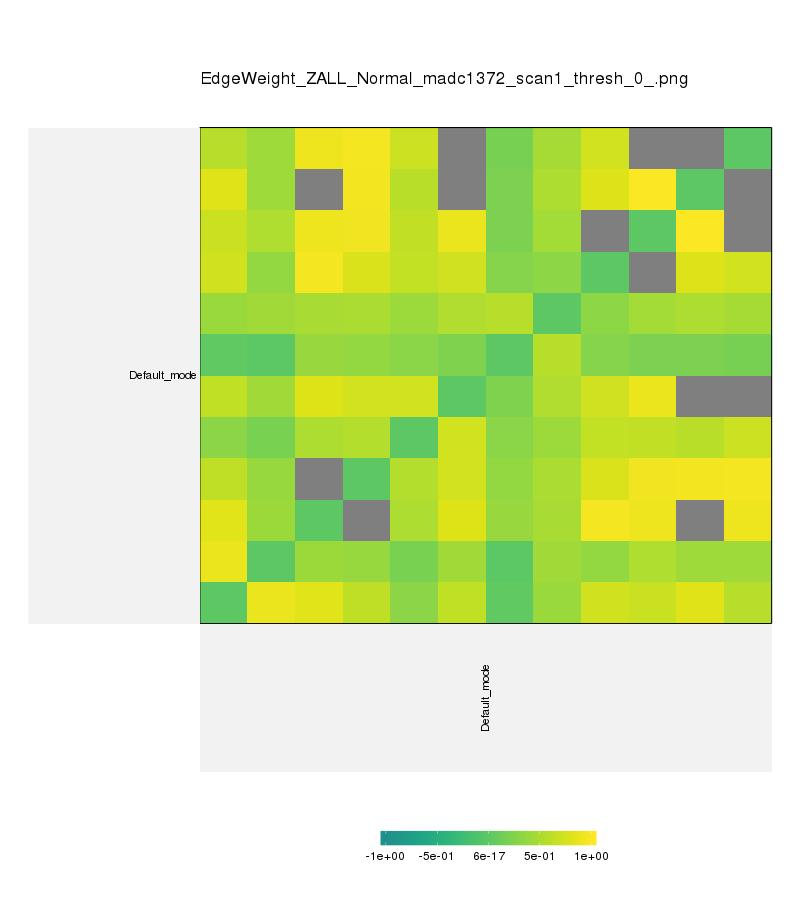 EdgeWeight_ZALL_Normal_madc1372_scan1_thresh_0_.png
Default_mode
Default_mode
-1e+00 -5e-01 6e-17 5e-01 1e+00